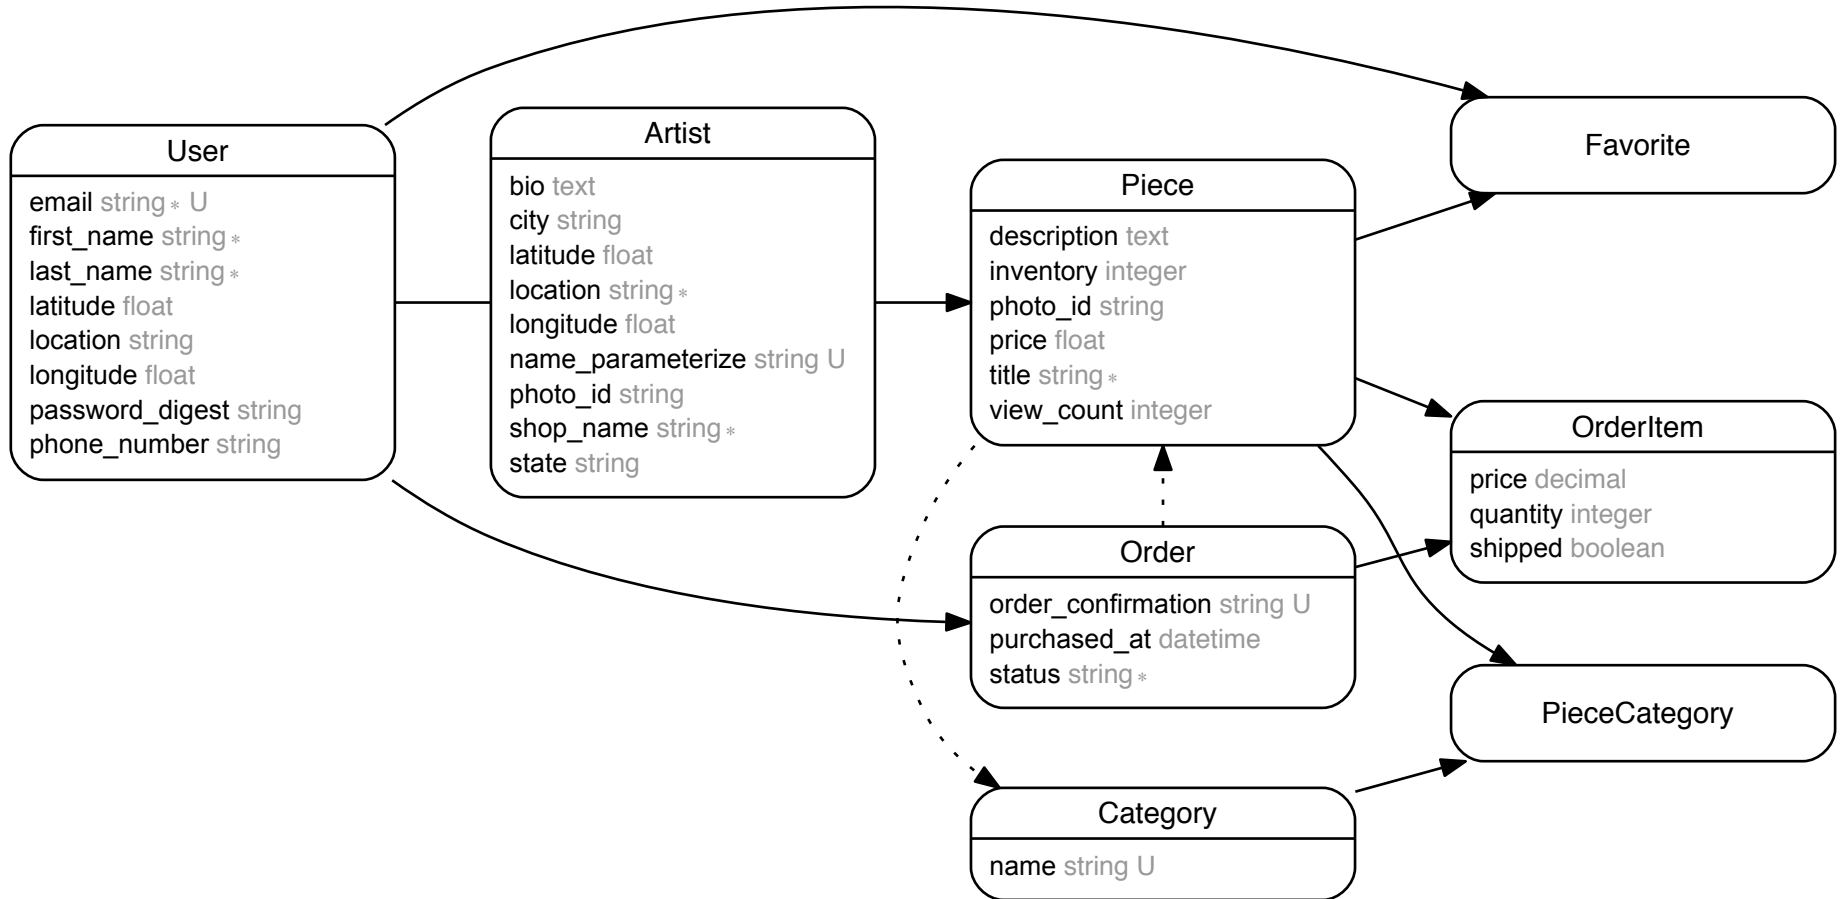 User
email string* U
first_name string*
last_name string*
latitude float
location string
longitude float
password_digest string
phone_number string
Artist
bio text
city string
latitude float
location string*
longitude float
name_parameterize string U
photo_id string
shop_name string*
state string
Piece
description text
inventory integer
photo_id string
price float
title string*
view_count integer
Order
order_confirmation string U
purchased_at datetime
status string*
Category
name string U
Favorite
OrderItem
price decimal
quantity integer
shipped boolean
PieceCategory